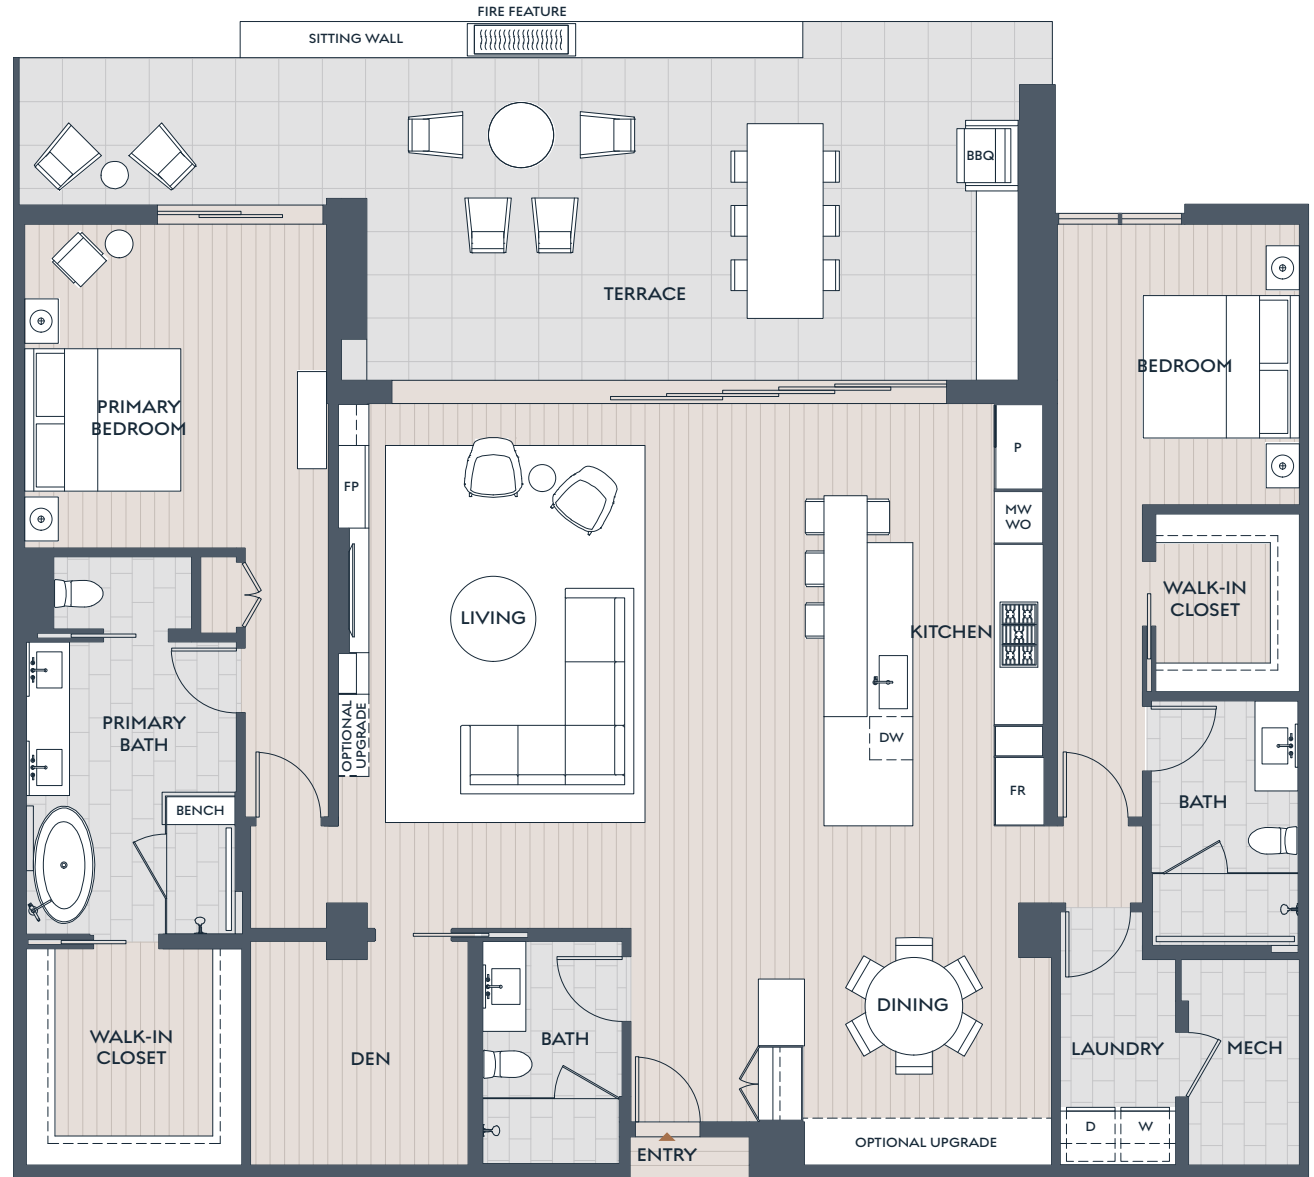 FIRE FEATURE
SITTING WALL
BBQ
TERRACE
BEDROOM
PRIMARY
BEDROOM
P
FP
MW
WO
WALK-IN
CLOSET
LIVING
KITCHEN
OPTIONAL
UPGRADE
PRIMARY
BATH
DW
FR
BENCH
BATH
DINING
WALK-IN
CLOSET
DEN
BATH
LAUNDRY
MECH
D
W
OPTIONAL UPGRADE
ENTRY